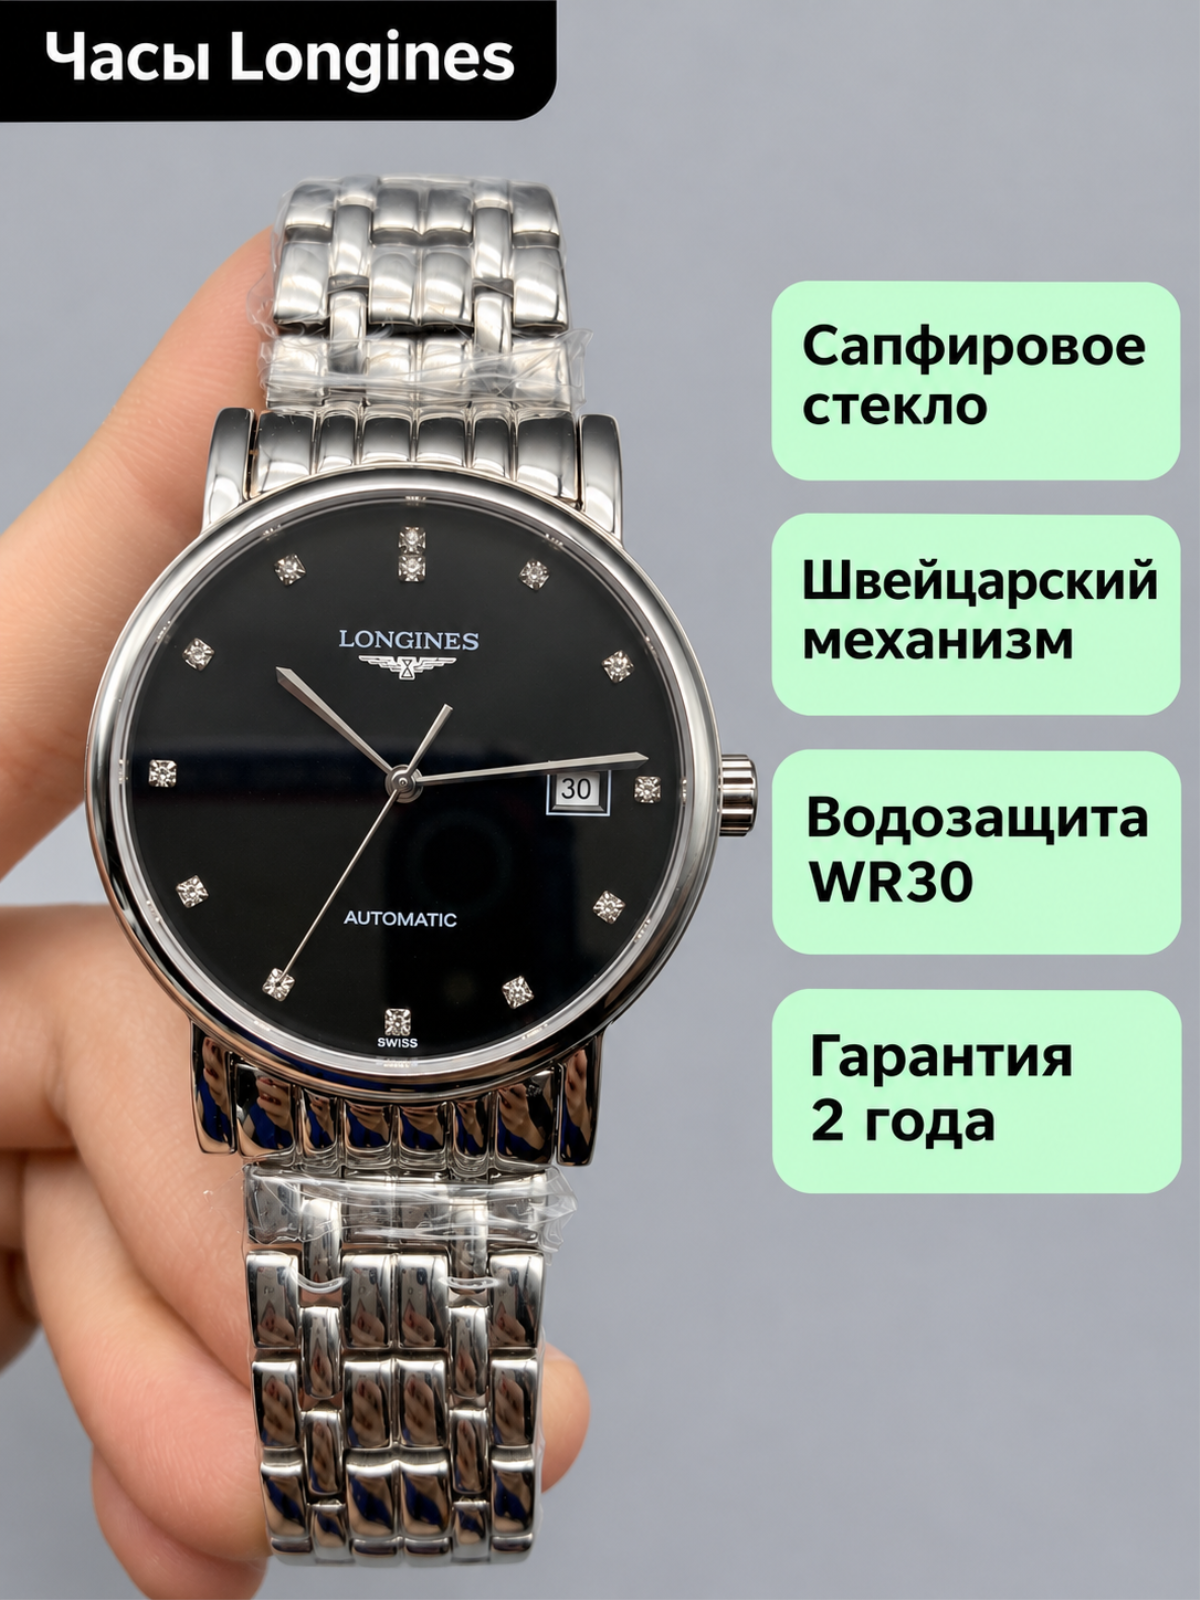 Часы Longines
Сапфировое
стекло
Швейцарский
механизм
Водозащита
WR30
Гарантия
2 года
LONGINES
30
AUTOMATIC
SWISS